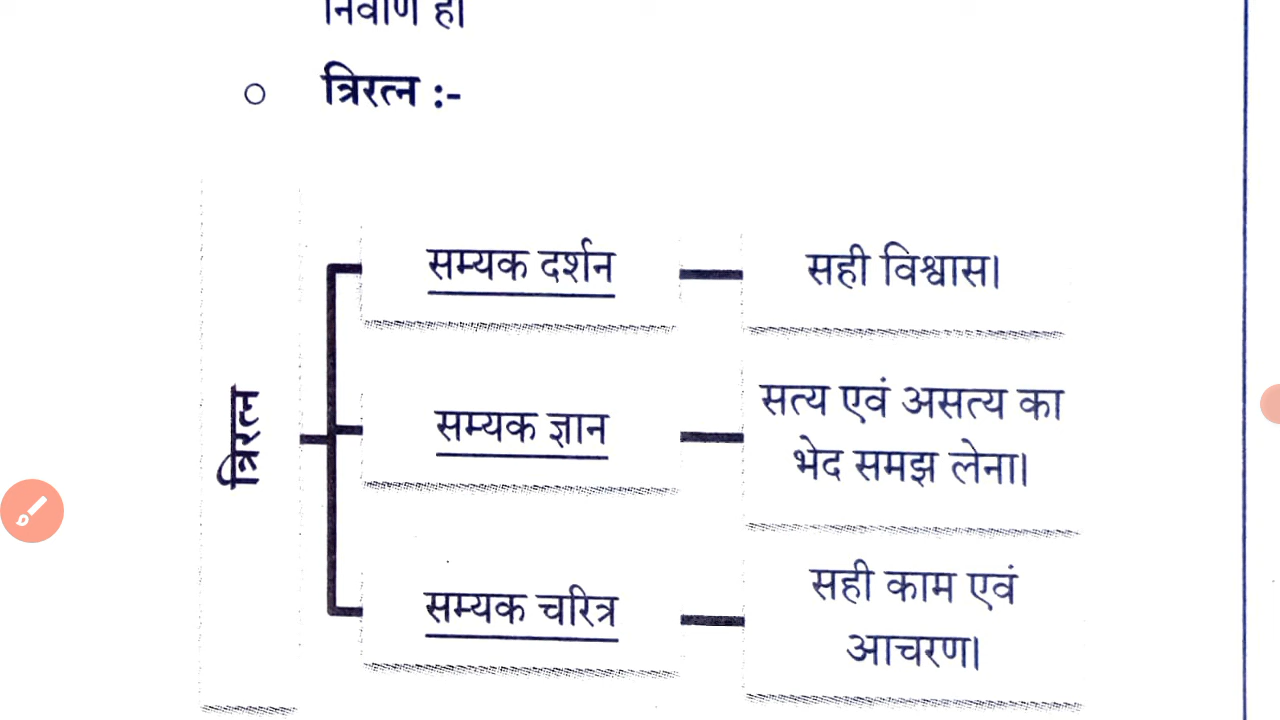 निर्वाण हो
त्रिरत्न :-
त्रिरत्न
सम्यक दर्शन
सही विश्वास।
सम्यक ज्ञान
सत्य एवं असत्य का
भेद समझ लेना।
सम्यक चरित्र
सही काम एवं
आचरण।